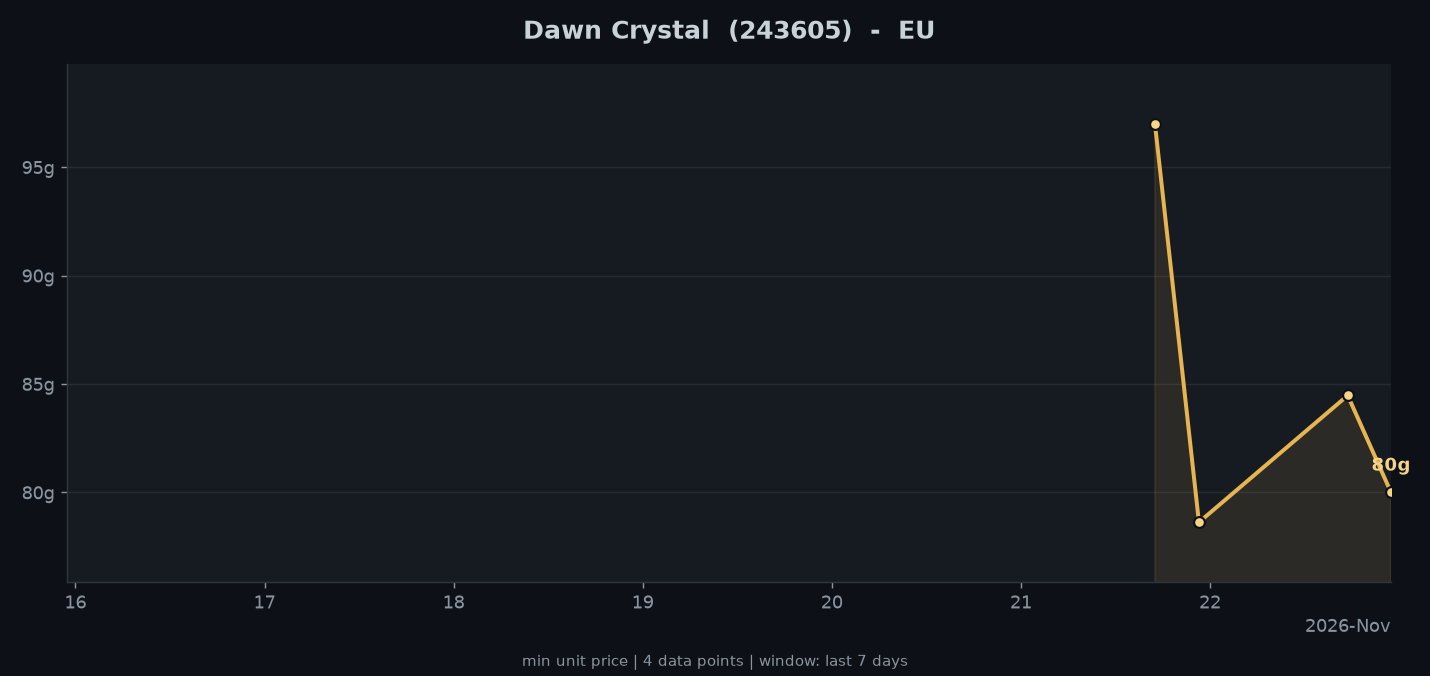 Dawn Crystal (243605) - EU
95g
90g
85g
80g
80g
16 17 18 19 20 21 22
2026-Nov
min unit price | 4 data points | window: last 7 days